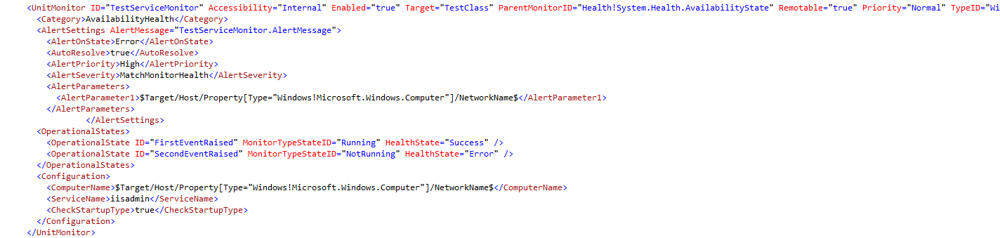 <UnitMonitor ID="TestServiceMonitor" Accessibility="Internal" Enabled="true" Target="TestClass" ParentMonitorID="Health!System.Health.AvailabilityState" Remotable="true" Priority="Normal" TypeID="Wi
<Category>AvailabilityHealth</Category>
<AlertSettings AlertMessage="TestServiceMonitor.AlertMessage">
<AlertOnState>Error</AlertOnState>
<AutoResolve>true</AutoResolve>
<AlertPriority>High</AlertPriority>
<AlertSeverity>MatchMonitorHealth</AlertSeverity>
<AlertParameters>
<AlertParameter1>$Target/Host/Property[Type="Windows!Microsoft.Windows.Computer"]/NetworkName$</AlertParameter1>
</AlertParameters>
</AlertSettings>
<OperationalStates>
<OperationalState ID="FirstEventRaised" MonitorTypeStateID="Running" HealthState="Success" />
<OperationalState ID="SecondEventRaised" MonitorTypeStateID="NotRunning" HealthState="Error" />
</OperationalStates>
<Configuration>
<ComputerName>$Target/Host/Property[Type="Windows!Microsoft.Windows.Computer"]/NetworkName$</ComputerName>
<ServiceName>iisadmin</ServiceName>
<CheckStartupType>true</CheckStartupType>
</Configuration>
</UnitMonitor>